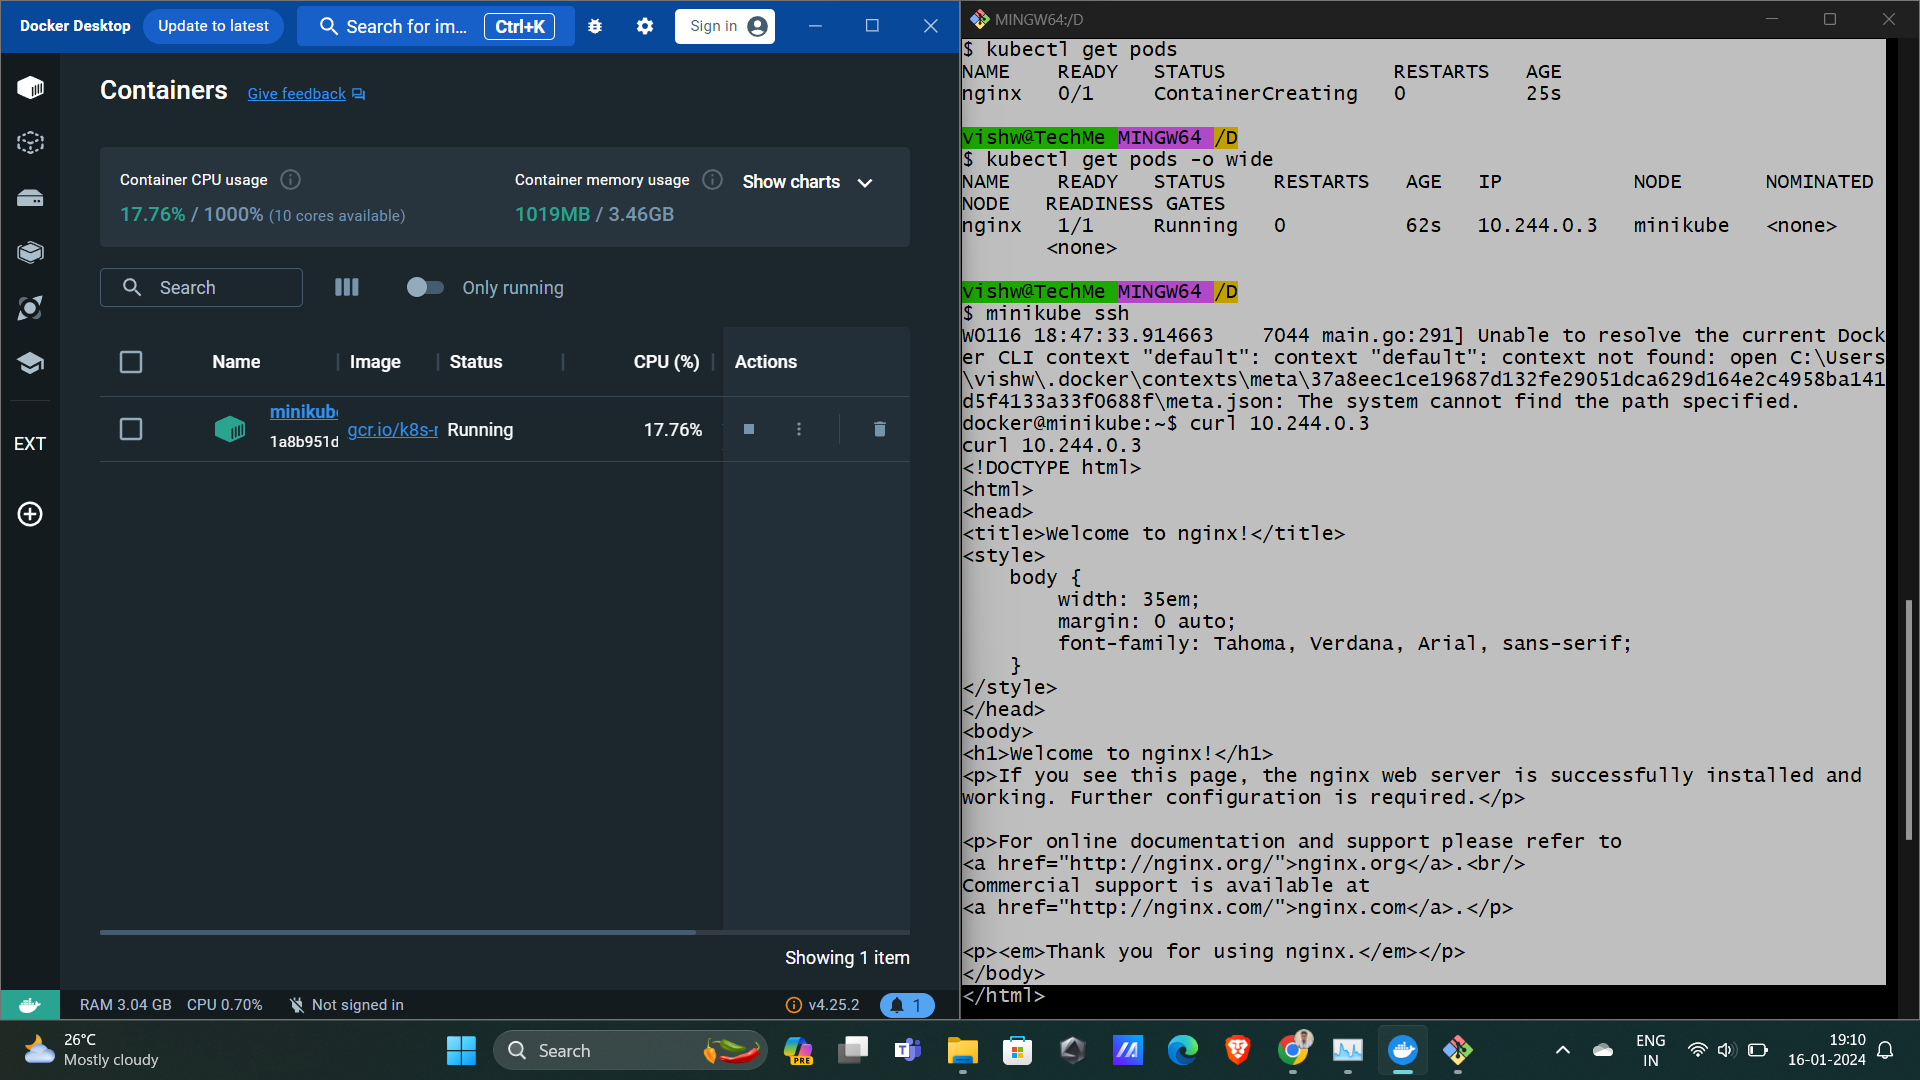 Docker Desktop
Update to latest
Search for im...
Ctrl+K
Sign in
Containers
Give feedback
Container CPU usage
17.76% / 1000% (10 cores available)
Container memory usage
1019MB / 3.46GB
Show charts
Search
Only running
Name
Image
Status
CPU (%)
Actions
minikube
1a8b951d
gcr.io/k8s-r
Running
17.76%
EXT
Showing 1 item
RAM 3.04 GB
CPU 0.70%
Not signed in
v4.25.2
1
MINGW64:/D
$ kubectl get pods
NAME    READY   STATUS              RESTARTS   AGE
nginx   0/1     ContainerCreating   0          25s
vishw@TechMe MINGW64 /D
$ kubectl get pods -o wide
NAME    READY   STATUS    RESTARTS   AGE   IP           NODE       NOMINATED
NODE   READINESS GATES
nginx   1/1     Running   0          62s   10.244.0.3   minikube   <none>
<none>
vishw@TechMe MINGW64 /D
$ minikube ssh
W0116 18:47:33.914663    7044 main.go:291] Unable to resolve the current Dock
er CLI context "default": context "default": context not found: open C:\Users
\vishw\.docker\contexts\meta\37a8eec1ce19687d132fe29051dca629d164e2c4958ba141
d5f4133a33f0688f\meta.json: The system cannot find the path specified.
docker@minikube:~$ curl 10.244.0.3
curl 10.244.0.3
<!DOCTYPE html>
<html>
<head>
<title>Welcome to nginx!</title>
<style>
    body {
        width: 35em;
        margin: 0 auto;
        font-family: Tahoma, Verdana, Arial, sans-serif;
    }
</style>
</head>
<body>
<h1>Welcome to nginx!</h1>
<p>If you see this page, the nginx web server is successfully installed and
working. Further configuration is required.</p>
<p>For online documentation and support please refer to
<a href="http://nginx.org/">nginx.org</a>.<br/>
Commercial support is available at
<a href="http://nginx.com/">nginx.com</a>.</p>
<p><em>Thank you for using nginx.</em></p>
</body>
</html>
26°C
Mostly cloudy
Search
PRE
ENG
IN
19:10
16-01-2024